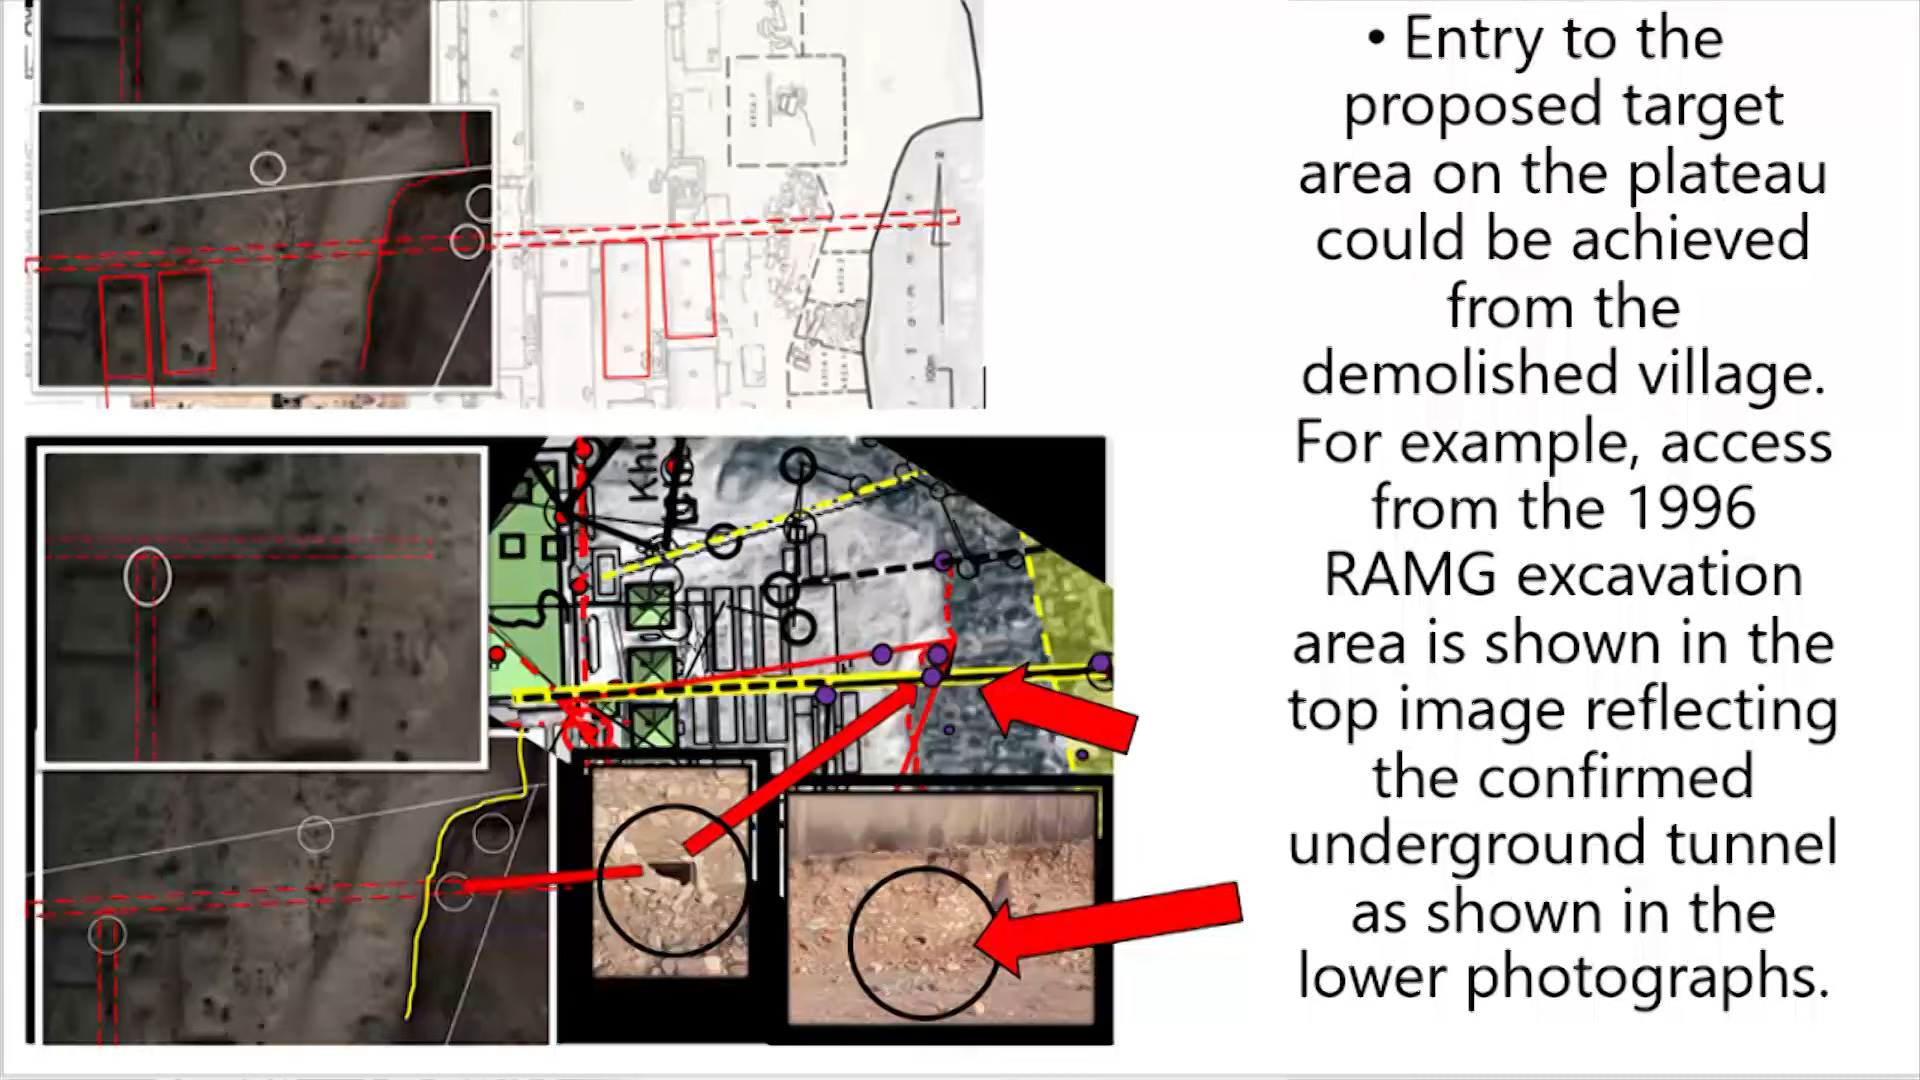 • Entry to the
proposed target
area on the plateau
could be achieved
from the
demolished village.
For example, access
from the 1996
RAMG excavation
area is shown in the
top image reflecting
the confirmed
underground tunnel
as shown in the
lower photographs.
N
100m
Khu